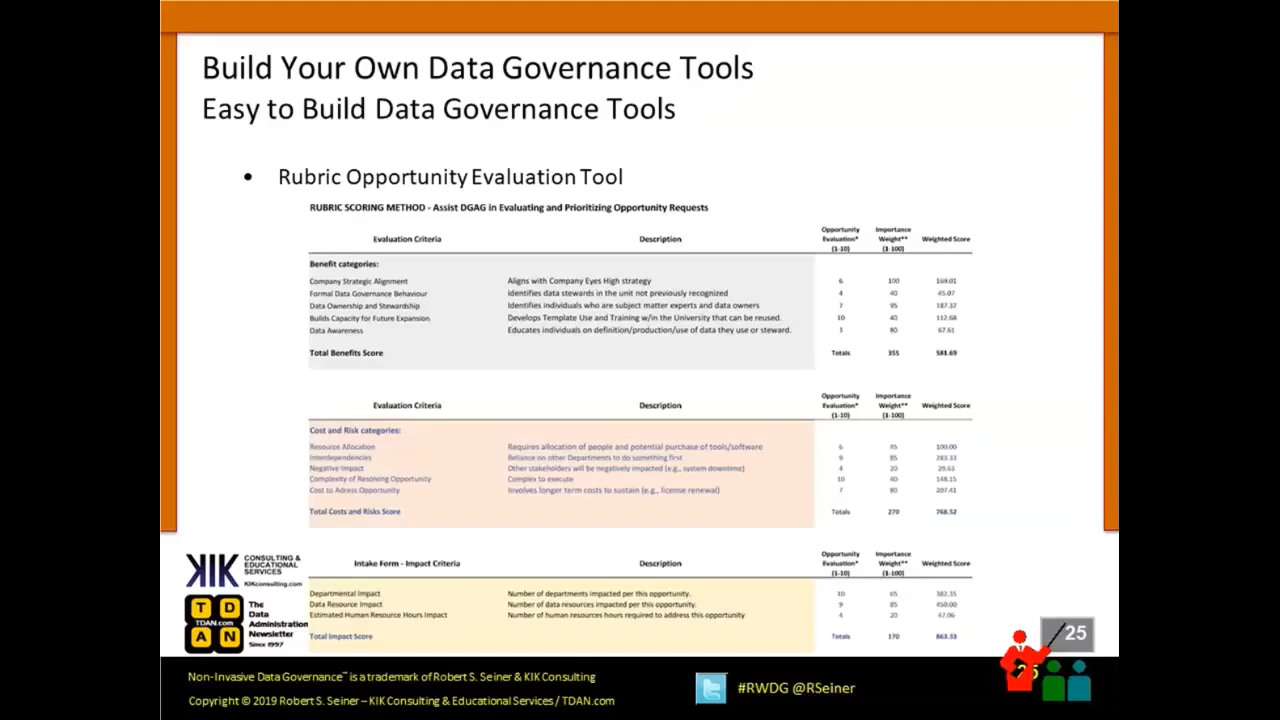 Build Your Own Data Governance Tools
Easy to Build Data Governance Tools
• Rubric Opportunity Evaluation Tool
RUBRIC SCORING METHOD - Assist DGAG in Evaluating and Prioritizing Opportunity Requests
Evaluation Criteria Description Opportunity Evaluation* (1-10) Importance Weight** (1-100) Weighted Score
Benefit categories:
Company Strategic Alignment Aligns with Company Eyes High strategy 6 100 169.01
Formal Data Governance Behaviour Identifies data stewards in the unit not previously recognized 4 40 45.07
Data Ownership and Stewardship Identifies individuals who are subject matter experts and data owners 7 95 187.32
Builds Capacity for Future Expansion Develops Template Use and Training w/in the University that can be reused. 10 40 112.68
Data Awareness Educates individuals on definition/production/use of data they use or steward. 3 80 67.61
Total Benefits Score Totals 355 581.69
Evaluation Criteria Description Opportunity Evaluation* (1-10) Importance Weight** (1-100) Weighted Score
Cost and Risk categories:
Resource Allocation Requires allocation of people and potential purchase of tools/software 6 45 100.00
Interdependencies Reliance on other Departments to do something first 9 85 283.33
Negative Impact Other stakeholders will be negatively impacted (e.g., system downtime) 4 20 29.63
Complexity of Resolving Opportunity Complex to execute 10 40 148.15
Cost to Adress Opportunity Involves longer term costs to sustain (e.g., license renewal) 7 80 207.41
Total Costs and Risks Score Totals 270 768.52
Intake Form - Impact Criteria Description Opportunity Evaluation* (1-10) Importance Weight** (1-100) Weighted Score
Departmental Impact Number of departments impacted per this opportunity. 10 65 382.35
Data Resource Impact Number of data resources impacted per this opportunity. 9 85 450.00
Estimated Human Resource Hours Impact Number of human resources hours required to address this opportunity 4 20 47.06
Total Impact Score Totals 170 863.33
KIK CONSULTING & EDUCATIONAL SERVICES
KIKconsulting.com
T D
TDAN.com
A N
The
Data
Administration
Newsletter
Since 1997
25
Non-Invasive Data Governance™ is a trademark of Robert S. Seiner & KIK Consulting
Copyright © 2019 Robert S. Seiner – KIK Consulting & Educational Services / TDAN.com
#RWDG @RSeiner